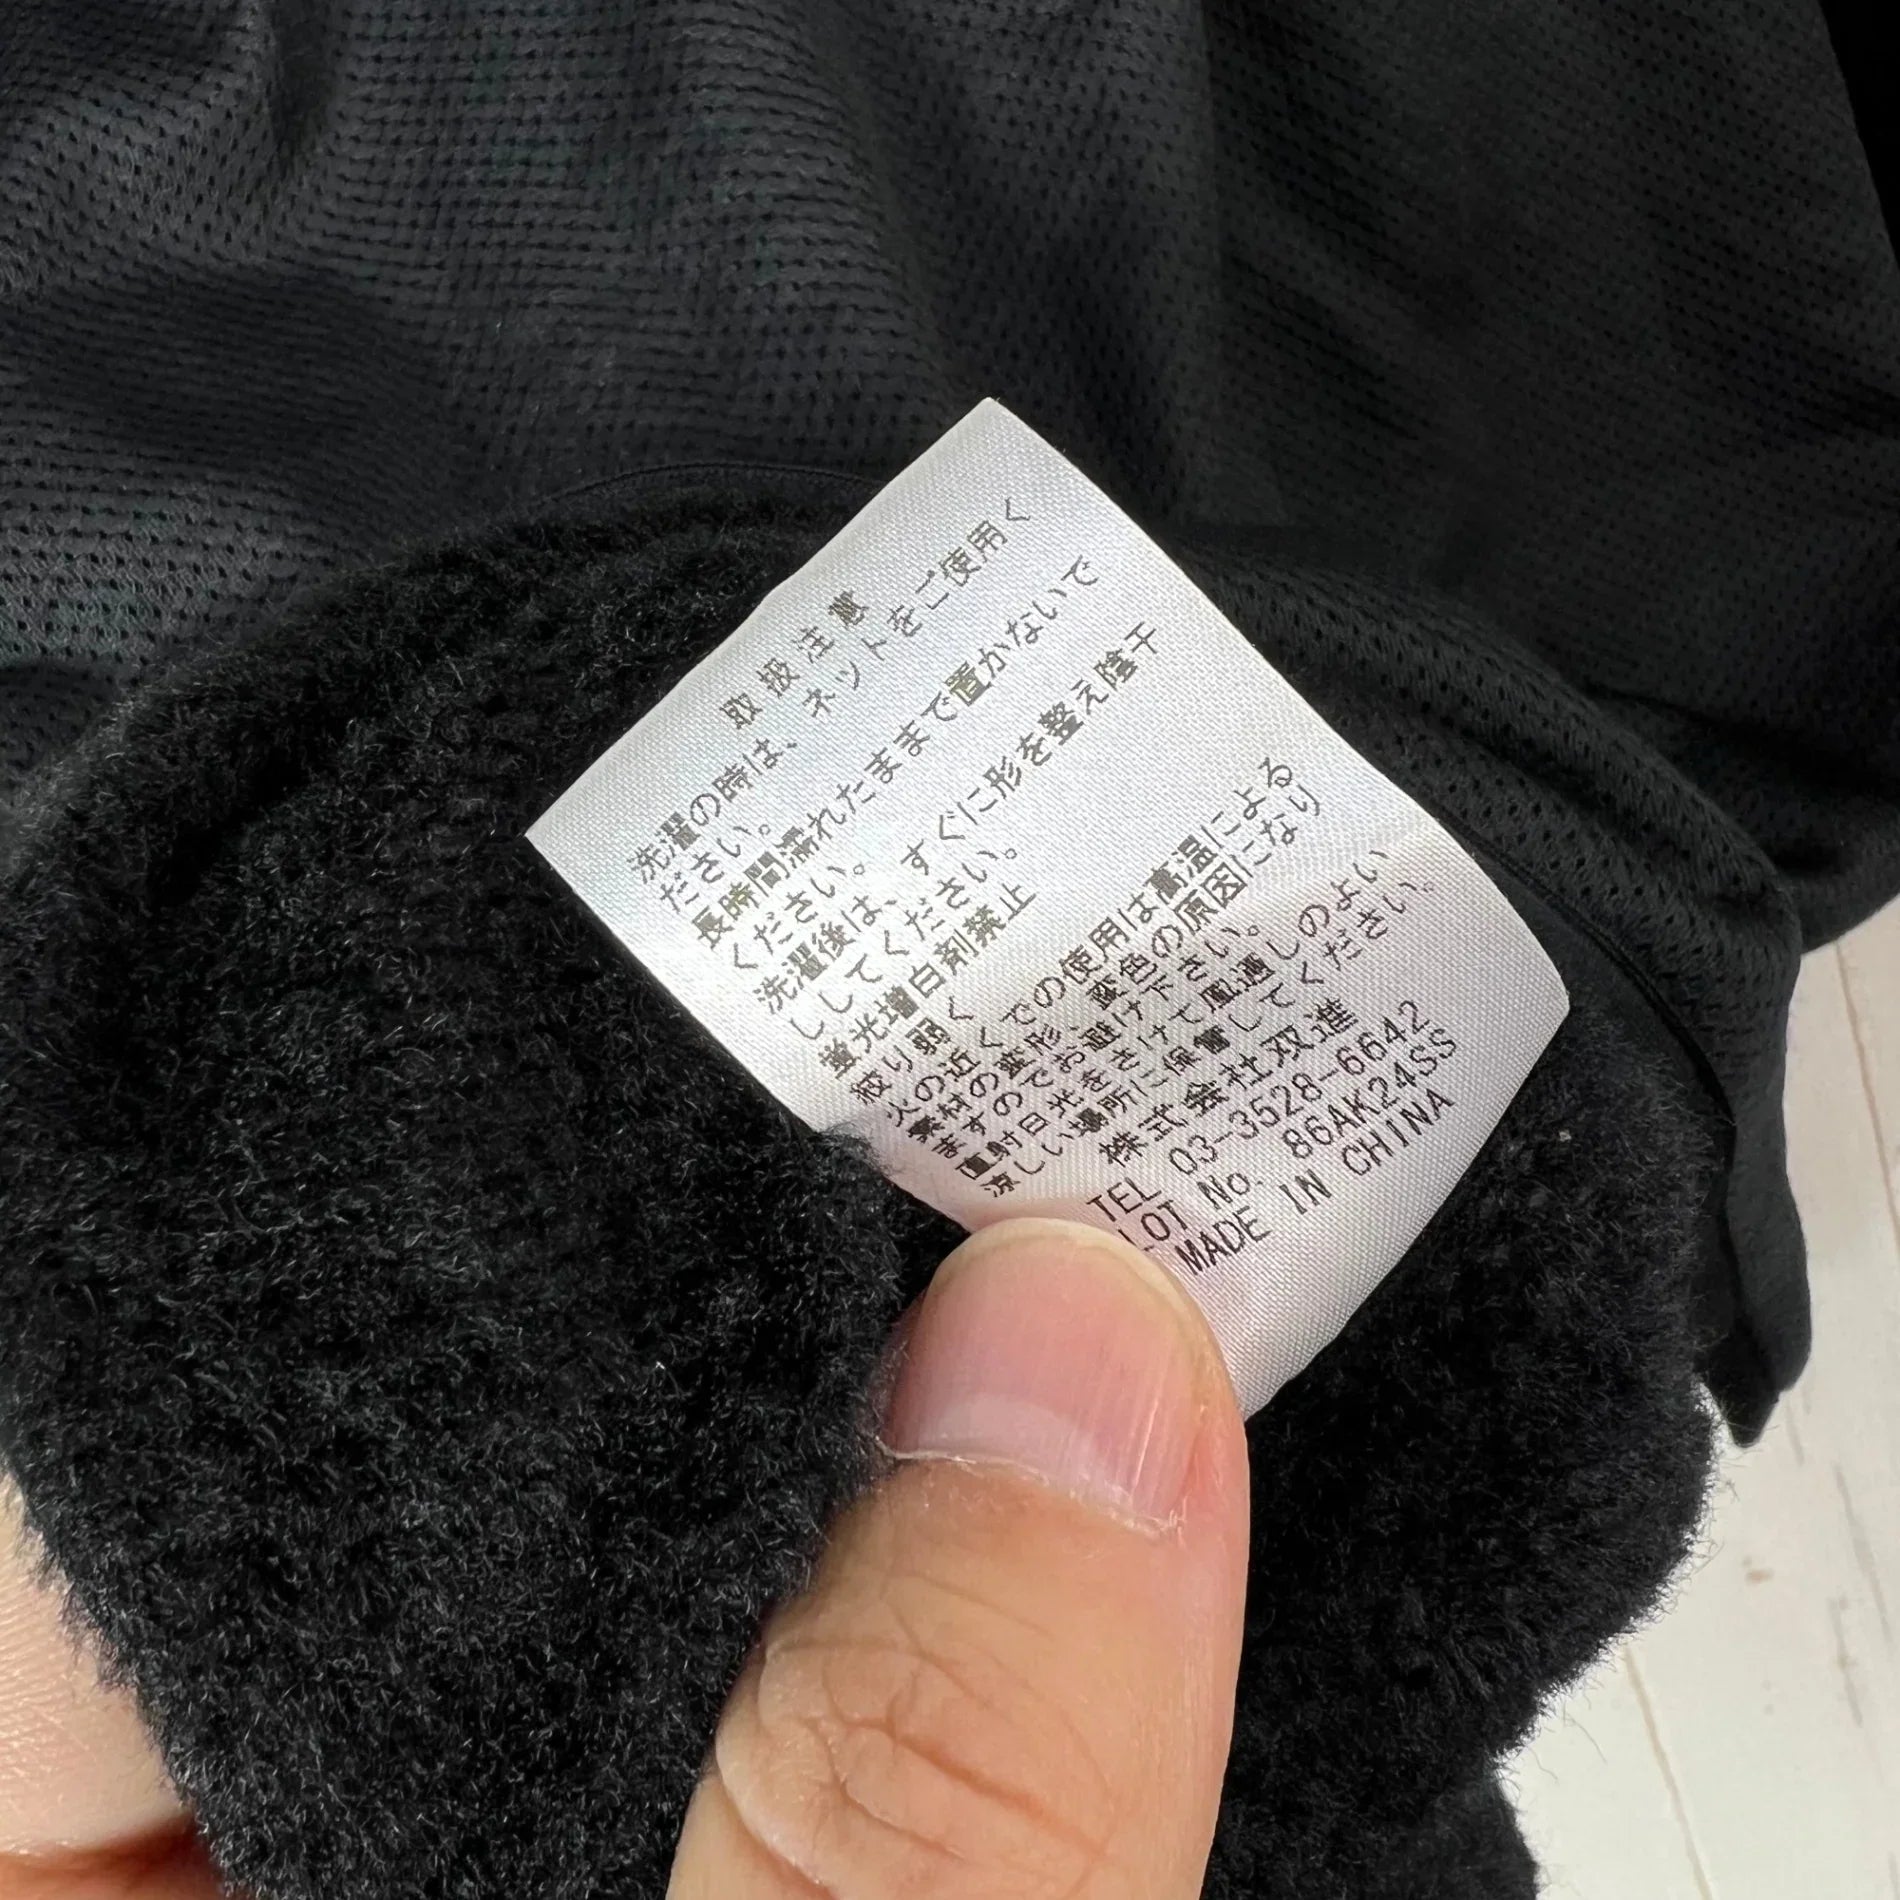 取扱注意
洗濯の時は、ネットをご使用く
ださい。
長時間濡れたままで置かないで
ください。
洗濯後は、すぐに形を整え陰干
ししてください。
蛍光増白剤禁止
絞り弱く
火の近くでの使用は高温による
素材の変形、変色の原因になり
ますのでお避け下さい。
直射日光をさけて風通しのよい
涼しい場所に保管してください。
株式会社双進
TEL 03-3528-6642
LOT No. 86AK24SS
MADE IN CHINA